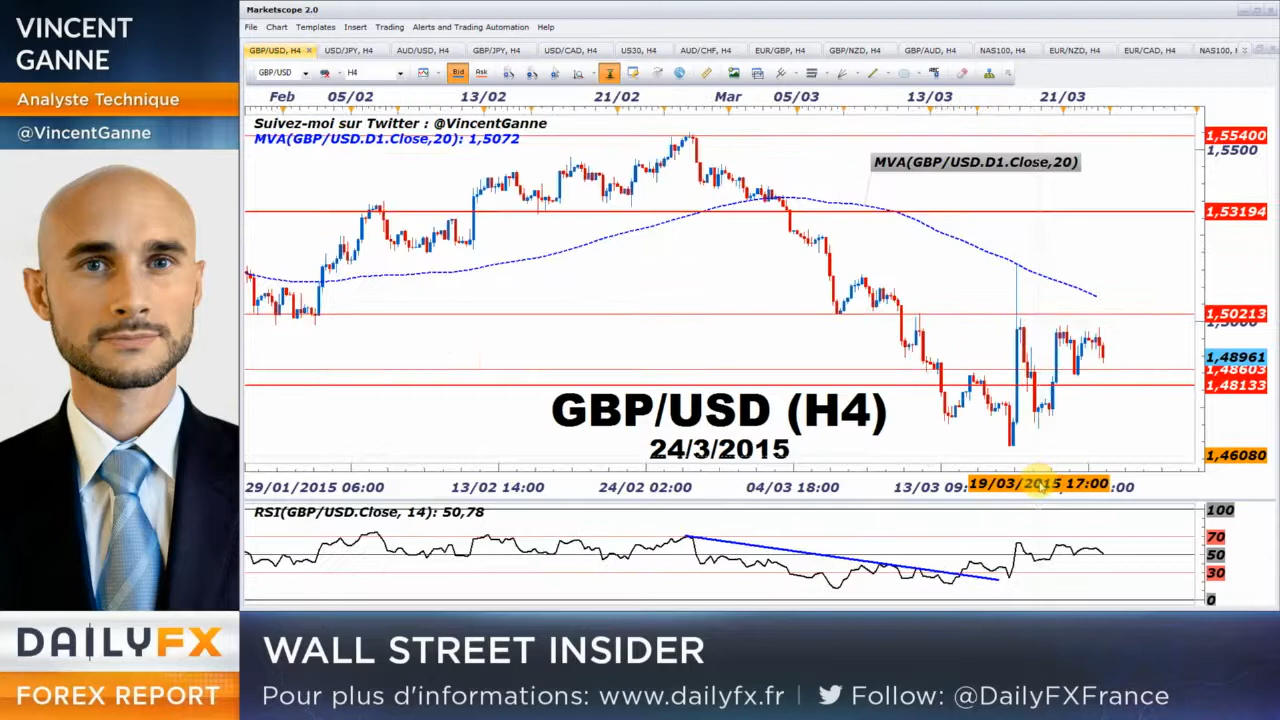 VINCENT
GANNE
Analyste Technique
@VincentGanne
Marketscope 2.0
File Chart Templates Insert Trading Alerts and Trading Automation Help
GBP/USD, H4 USD/JPY, H4 AUD/USD, H4 GBP/JPY, H4 USD/CAD, H4 US30, H4 AUD/CHF, H4 EUR/GBP, H4 GBP/NZD, H4 GBP/AUD, H4 NAS100, H4 EUR/NZD, H4 EUR/CAD, H4 NAS100,
GBP/USD H4 Bid Ask
Feb 05/02 13/02 21/02 Mar 05/03 13/03 21/03
Suivez-moi sur Twitter : @VincentGanne
MVA(GBP/USD.D1.Close,20): 1,5072
MVA(GBP/USD.D1.Close,20)
1,55400
1,5500
1,53194
1,50213
1,5000
1,48961
1,48603
1,48133
1,46080
GBP/USD (H4)
24/3/2015
29/01/2015 06:00 13/02 14:00 24/02 02:00 04/03 18:00 13/03 19/03/2015 17:00 :00
RSI(GBP/USD.Close, 14): 50,78
100
70
50
30
0
DAILYFX
FOREX REPORT
WALL STREET INSIDER
Pour plus d'informations: www.dailyfx.fr | Follow: @DailyFXFrance